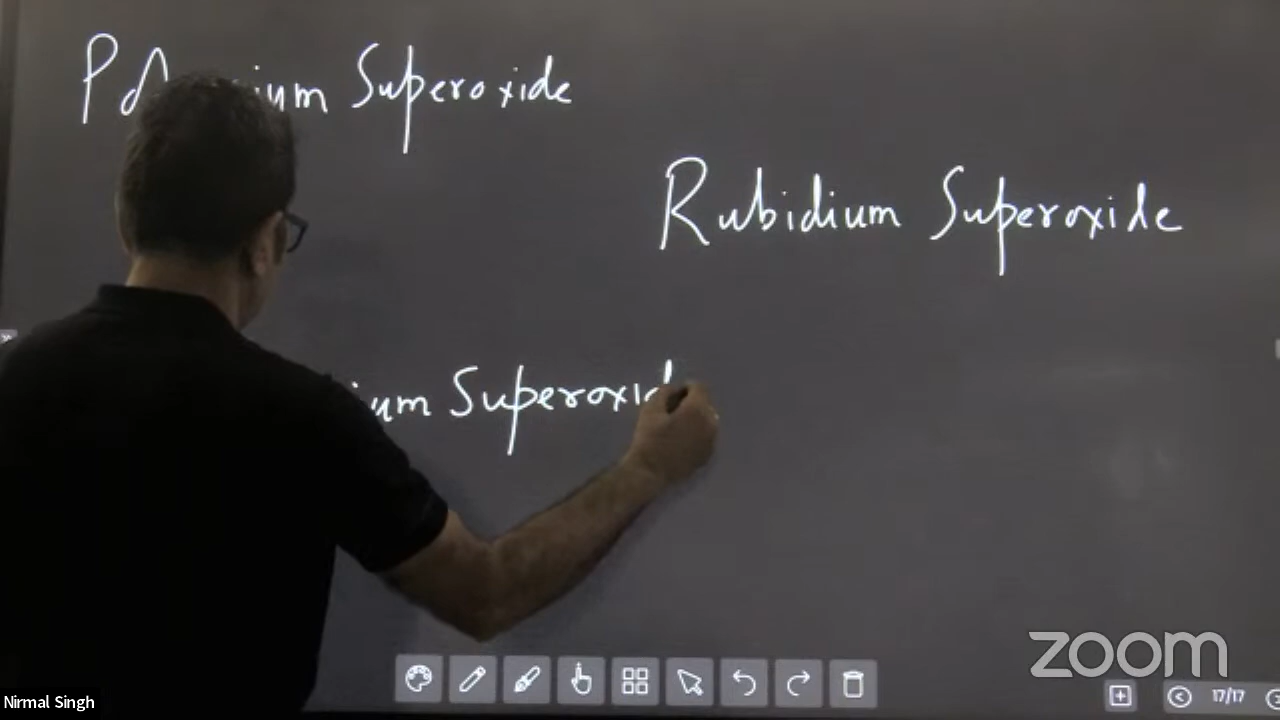 Superoxide
Rubidium Superoxide
Superoxid
zoom
17/17
Nirmal Singh